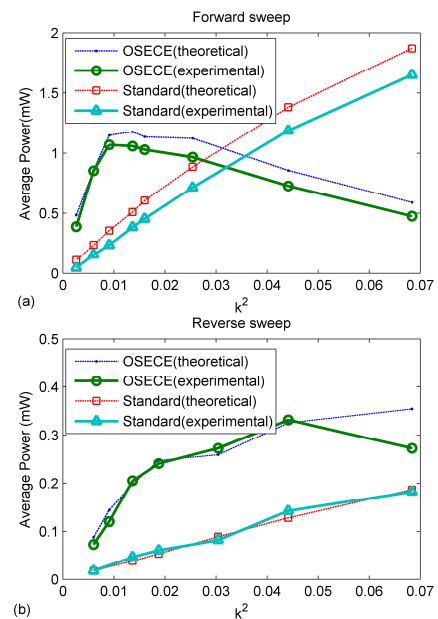 Forward sweep
2
1.5
1
0.5
0
OSECE(theoretical)
OSECE(experimental)
Standard(theoretical)
Standard(experimental)
Average Power(mW)
0 0.01 0.02 0.03 0.04 0.05 0.06 0.07
k²
(a)
Reverse sweep
0.5
0.4
0.3
0.2
0.1
0
OSECE(theoretical)
OSECE(experimental)
Standard(theoretical)
Standard(experimental)
Average Power (mW)
0 0.01 0.02 0.03 0.04 0.05 0.06 0.07
k²
(b)